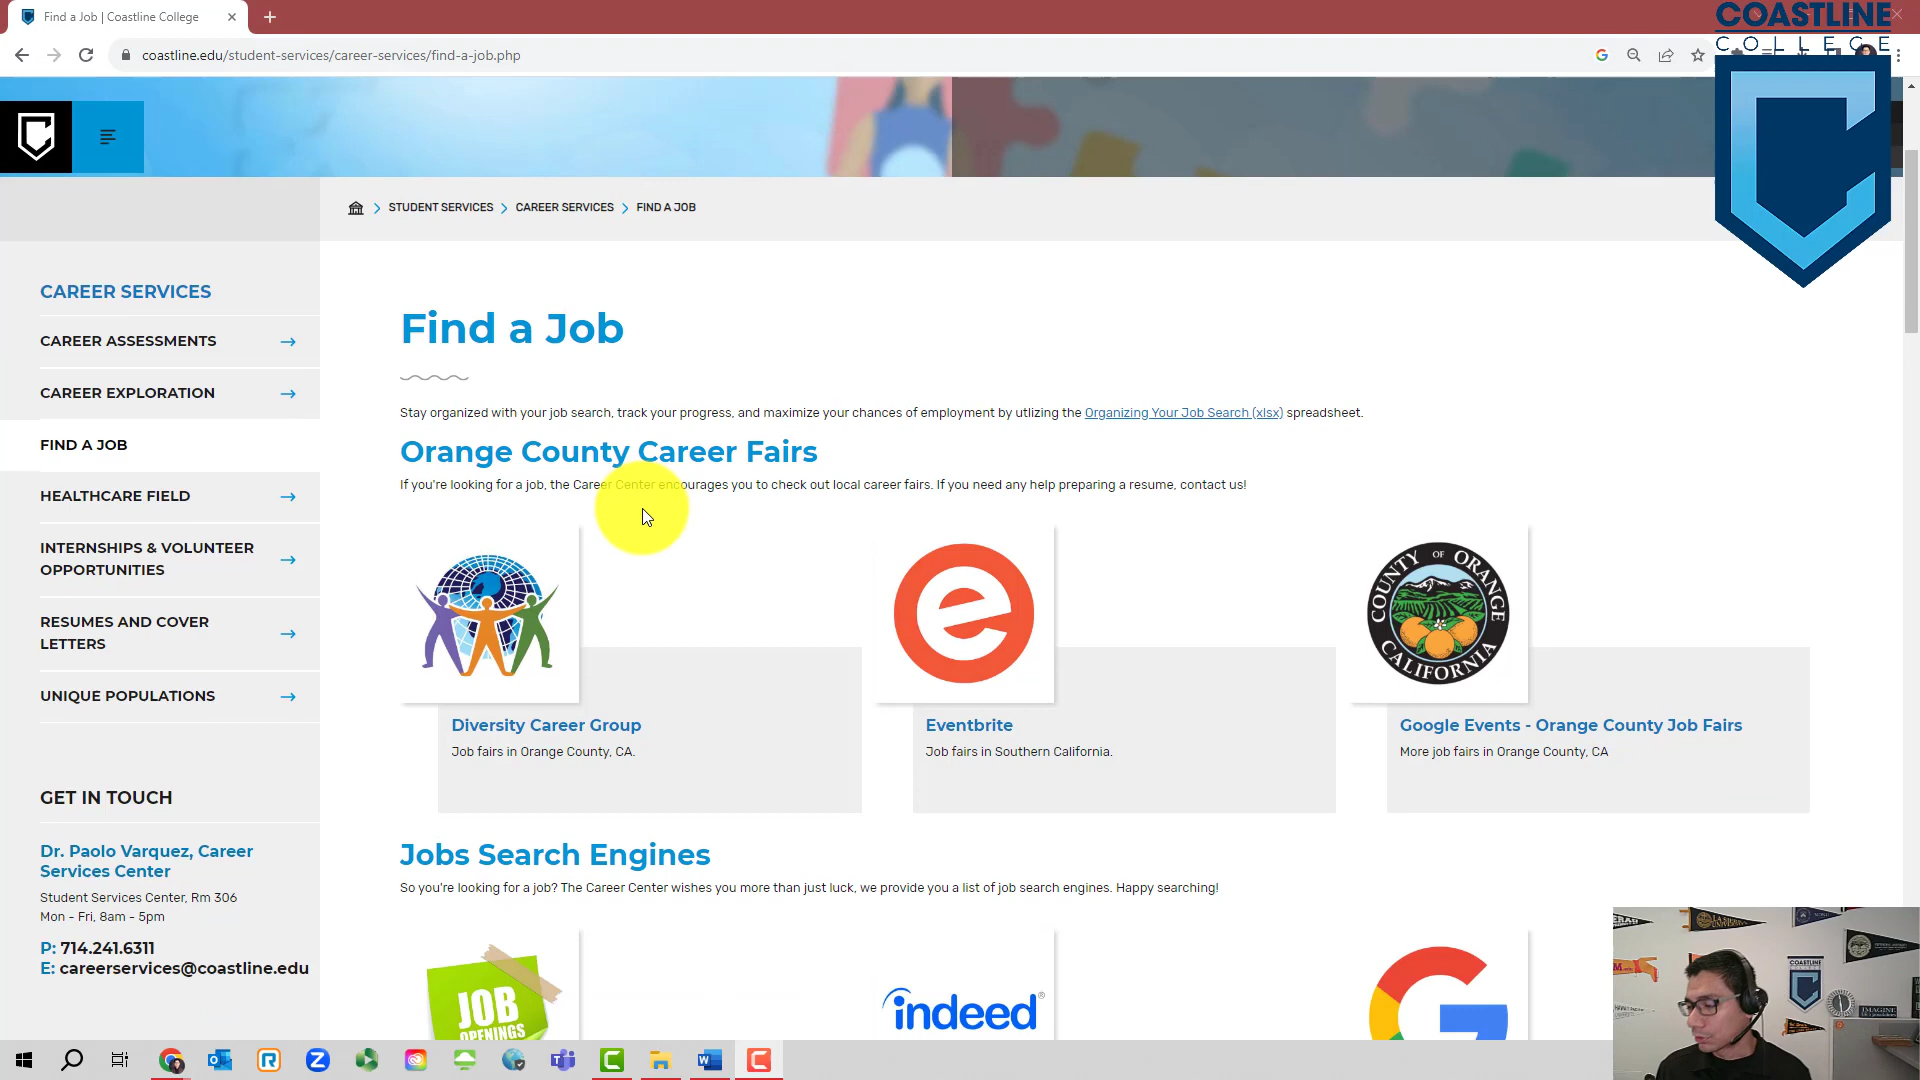 Find a Job | Coastline College
coastline.edu/student-services/career-services/find-a-job.php
COASTLINE
COLLEGE
STUDENT SERVICES
CAREER SERVICES
FIND A JOB
CAREER SERVICES
CAREER ASSESSMENTS
CAREER EXPLORATION
FIND A JOB
HEALTHCARE FIELD
INTERNSHIPS & VOLUNTEER
OPPORTUNITIES
RESUMES AND COVER
LETTERS
UNIQUE POPULATIONS
GET IN TOUCH
Dr. Paolo Varquez, Career
Services Center
Student Services Center, Rm 306
Mon - Fri, 8am - 5pm
P: 714.241.6311
E: careerservices@coastline.edu
Find a Job
Stay organized with your job search, track your progress, and maximize your chances of employment by utlizing the Organizing Your Job Search (xlsx) spreadsheet.
Orange County Career Fairs
If you're looking for a job, the Career Center encourages you to check out local career fairs. If you need any help preparing a resume, contact us!
COUNTY OF ORANGE
CALIFORNIA
Diversity Career Group
Job fairs in Orange County, CA.
Eventbrite
Job fairs in Southern California.
Google Events - Orange County Job Fairs
More job fairs in Orange County, CA
Jobs Search Engines
So you're looking for a job? The Career Center wishes you more than just luck, we provide you a list of job search engines. Happy searching!
JOB
OPENINGS
indeed
LA SIERRA
COASTLINE
IMAGINE